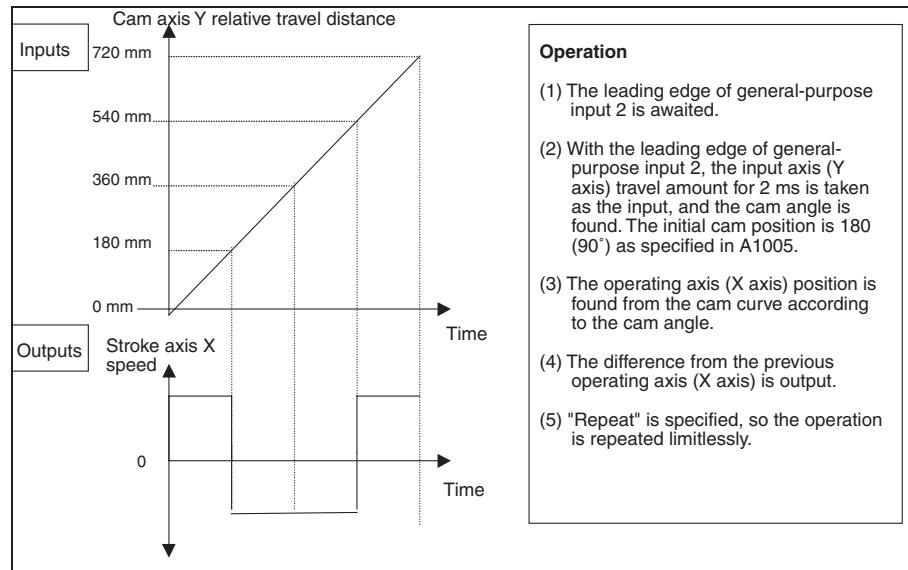 Cam axis Y relative travel distance
Inputs
720 mm
540 mm
360 mm
180 mm
0 mm
Time
Outputs
Stroke axis X
speed
0
Time
Operation
(1) The leading edge of general-purpose
input 2 is awaited.
(2) With the leading edge of general-
purpose input 2, the input axis (Y
axis) travel amount for 2 ms is taken
as the input, and the cam angle is
found. The initial cam position is 180
(90˚) as specified in A1005.
(3) The operating axis (X axis) position is
found from the cam curve according
to the cam angle.
(4) The difference from the previous
operating axis (X axis) is output.
(5) "Repeat" is specified, so the operation
is repeated limitlessly.